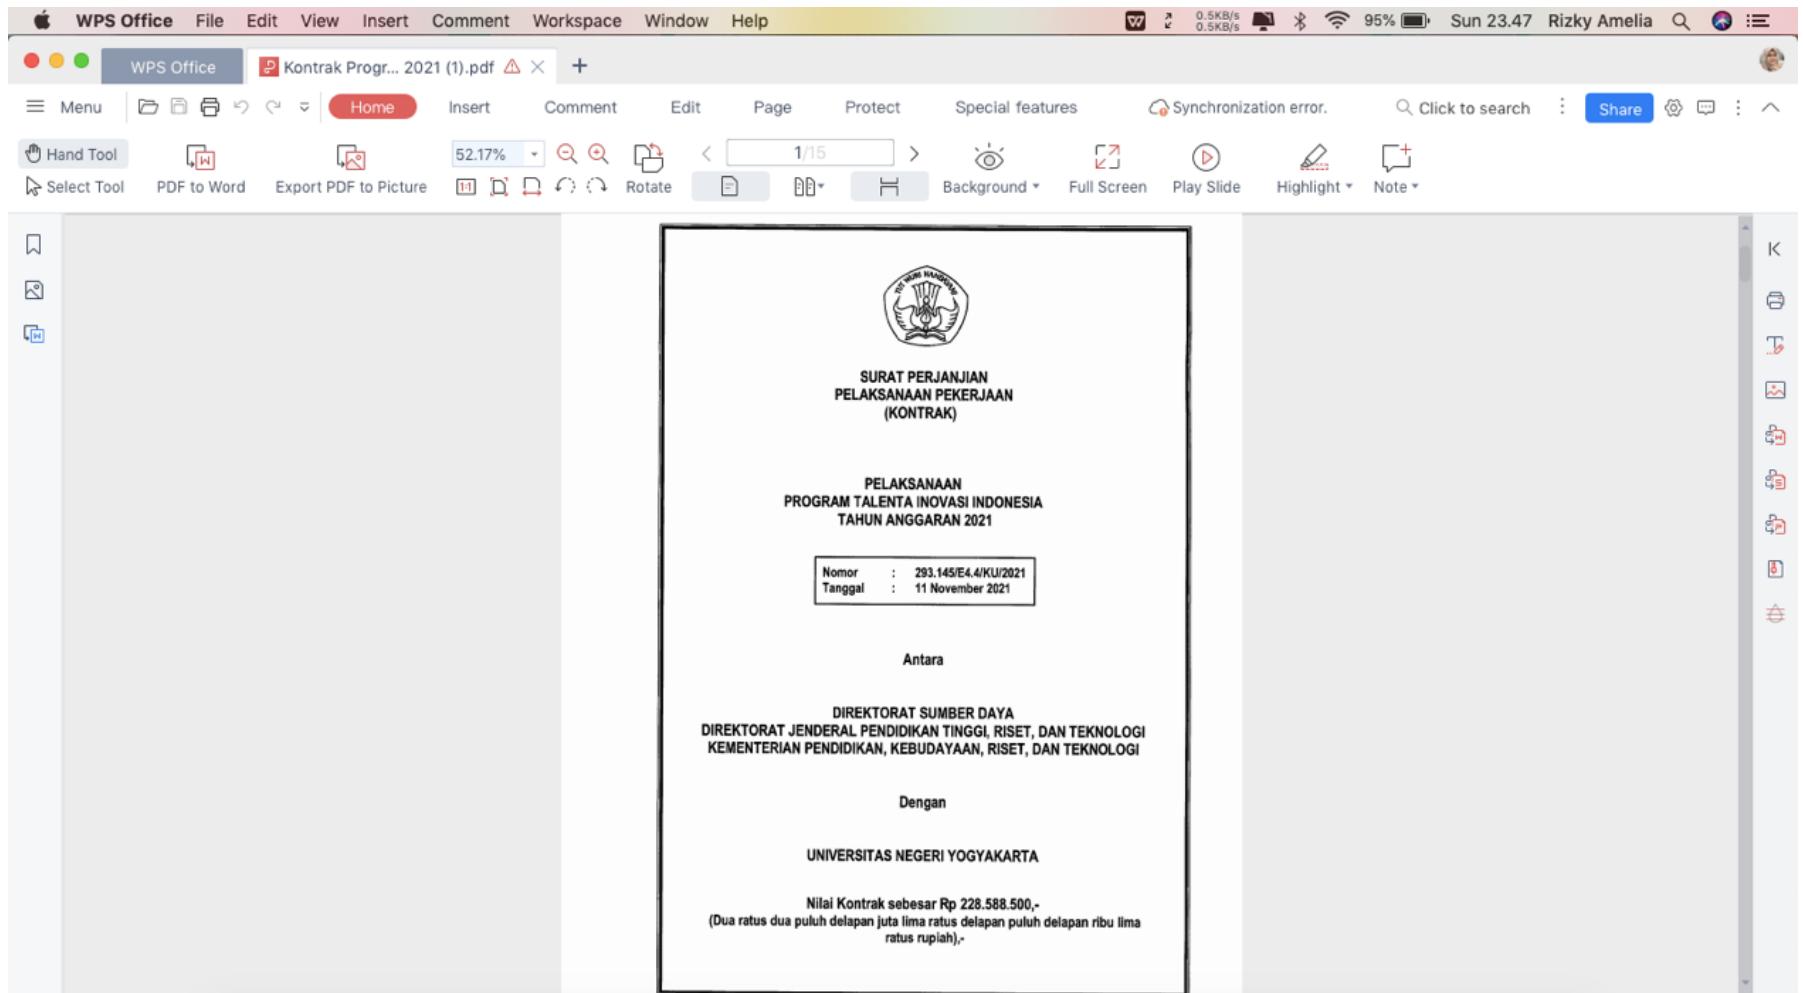 WPS Office File Edit View Insert Comment Workspace Window Help 0.5KB/s 0.5KB/s 95% Sun 23.47 Rizky Amelia
WPS Office Kontrak Progr... 2021 (1).pdf
Menu Home Insert Comment Edit Page Protect Special features Synchronization error. Click to search Share
Hand Tool 52.17% 1/15
Select Tool PDF to Word Export PDF to Picture Rotate Background Full Screen Play Slide Highlight Note
TUT WURI HANDAYANI
SURAT PERJANJIAN
PELAKSANAAN PEKERJAAN
(KONTRAK)
PELAKSANAAN
PROGRAM TALENTA INOVASI INDONESIA
TAHUN ANGGARAN 2021
Nomor : 293.145/E4.4/KU/2021
Tanggal : 11 November 2021
Antara
DIREKTORAT SUMBER DAYA
DIREKTORAT JENDERAL PENDIDIKAN TINGGI, RISET, DAN TEKNOLOGI
KEMENTERIAN PENDIDIKAN, KEBUDAYAAN, RISET, DAN TEKNOLOGI
Dengan
UNIVERSITAS NEGERI YOGYAKARTA
Nilai Kontrak sebesar Rp 228.588.500,-
(Dua ratus dua puluh delapan juta lima ratus delapan puluh delapan ribu lima
ratus rupiah),-